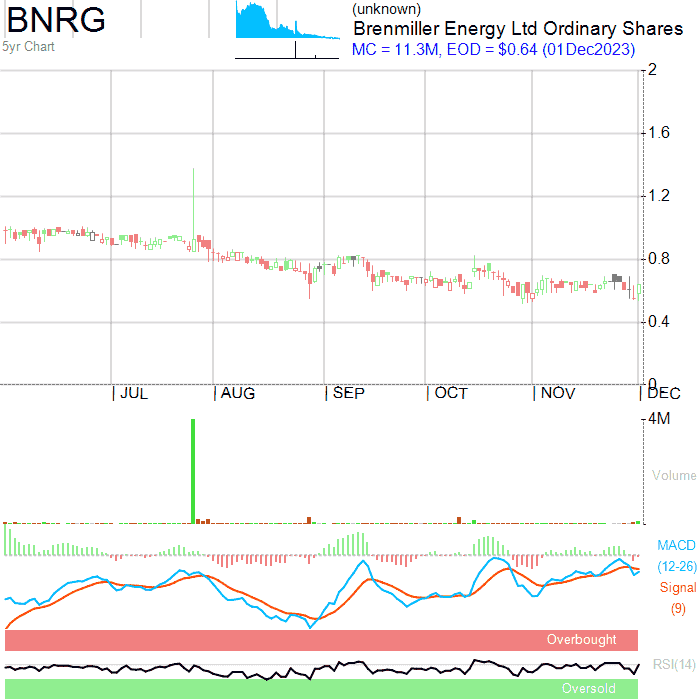 BNRG
5yr Chart
(unknown)
Brenmiller Energy Ltd Ordinary Shares
MC = 11.3M, EOD = $0.64 (01Dec2023)
2
1.6
1.2
0.8
0.4
0
JUL AUG SEP OCT NOV DEC
4M
Volume
MACD
(12-26)
Signal
(9)
Overbought
RSI(14)
Oversold